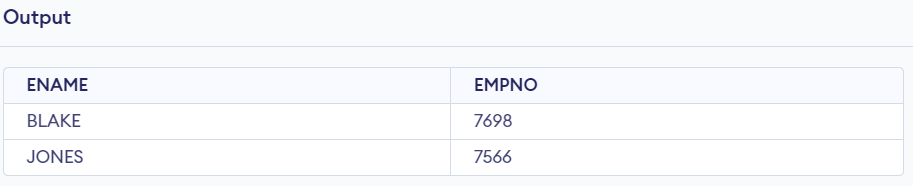 Output
ENAME EMPNO
BLAKE 7698
JONES 7566